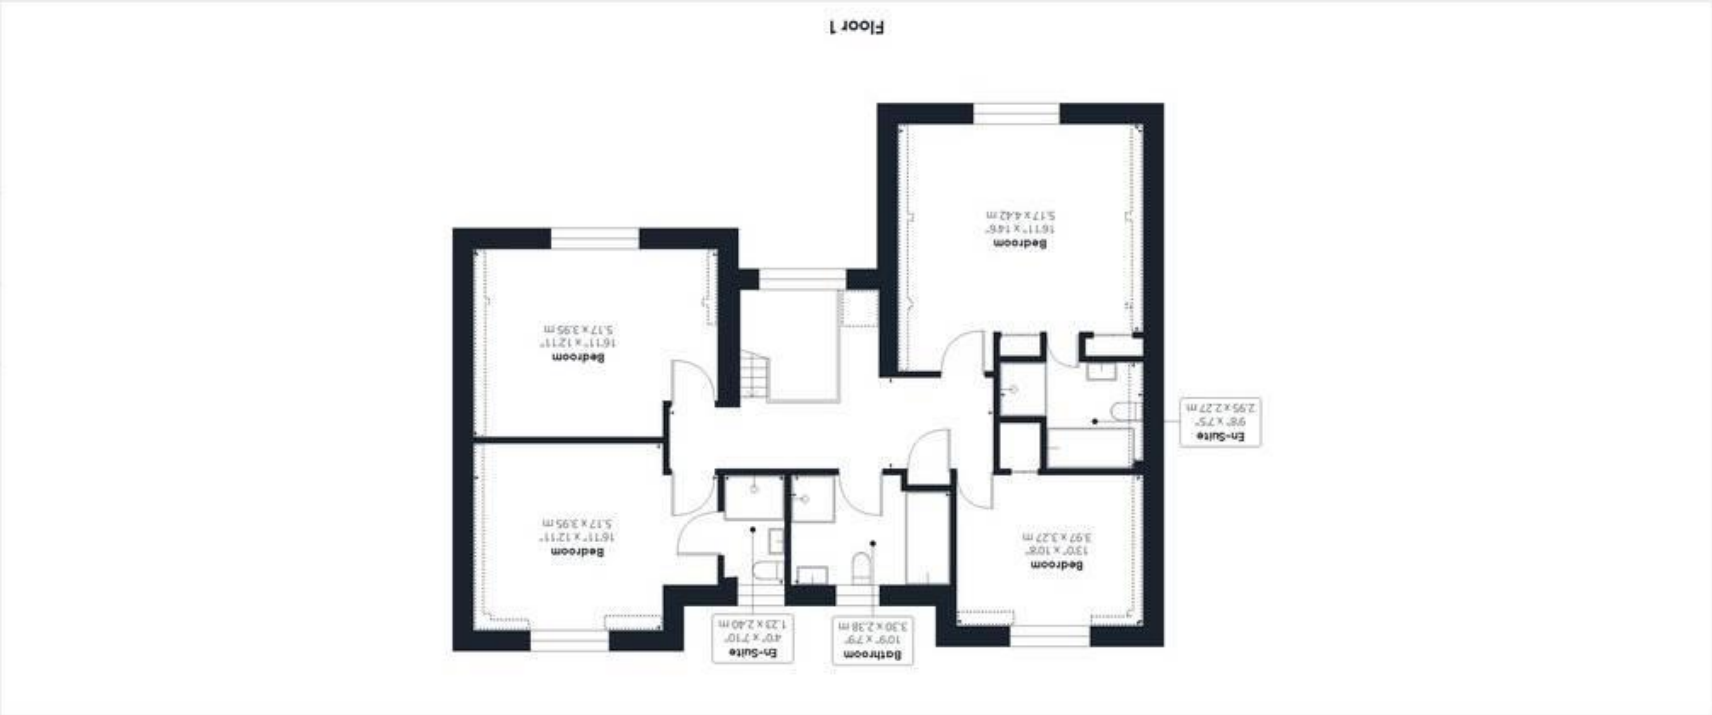 Bathroom
10'9" x 7'9"
3.30 x 2.38 m
En-Suite
4'0" x 7'10"
1.23 x 2.40 m
Bedroom
13'0" x 10'8"
3.97 x 3.27 m
Bedroom
16'11" x 12'11"
5.17 x 3.95 m
En-Suite
9'8" x 7'5"
2.95 x 2.27 m
Bedroom
16'11" x 12'11"
5.17 x 3.95 m
Bedroom
16'11" x 14'6"
5.17 x 4.42 m
Floor 1